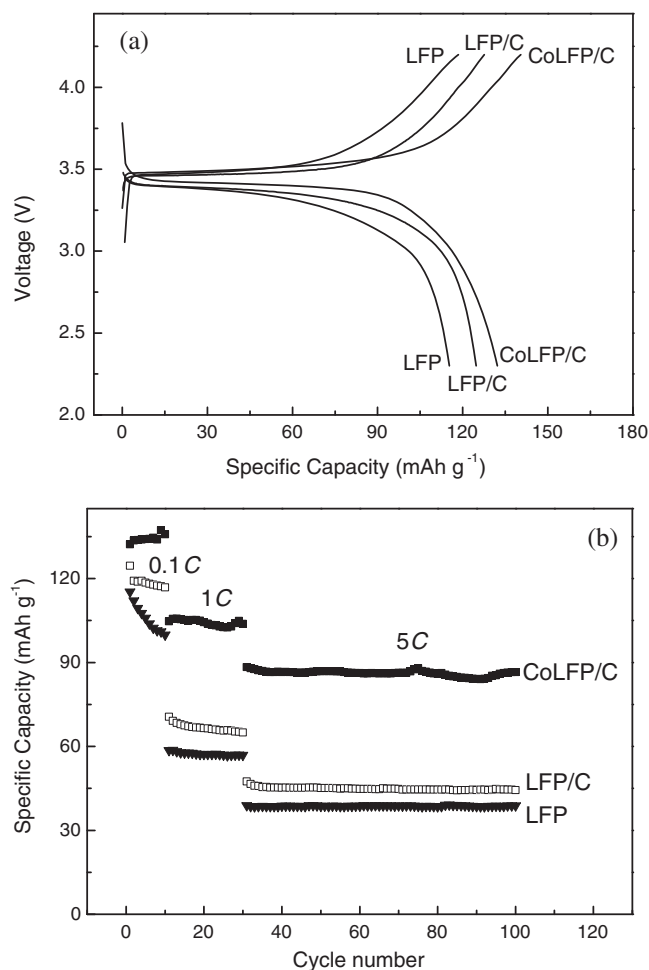 (a)
LFP
LFP/C
CoLFP/C
4.0
3.5
3.0
2.5
2.0
Voltage (V)
LFP
LFP/C
CoLFP/C
0 30 60 90 120 150 180
Specific Capacity (mAh g⁻¹)
(b)
0.1C
1C
5C
CoLFP/C
LFP/C
LFP
120
90
60
30
0
Specific Capacity (mAh g⁻¹)
0 20 40 60 80 100 120
Cycle number